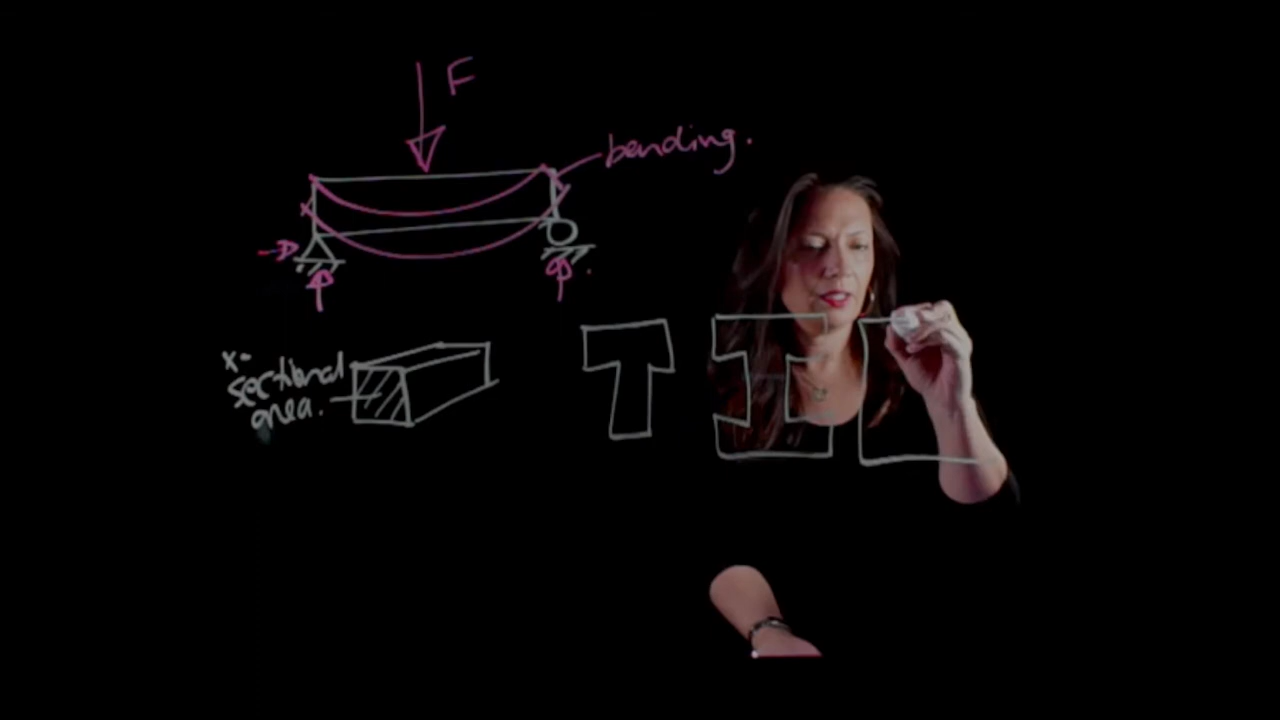 F
bending.
x-
sectional
area.